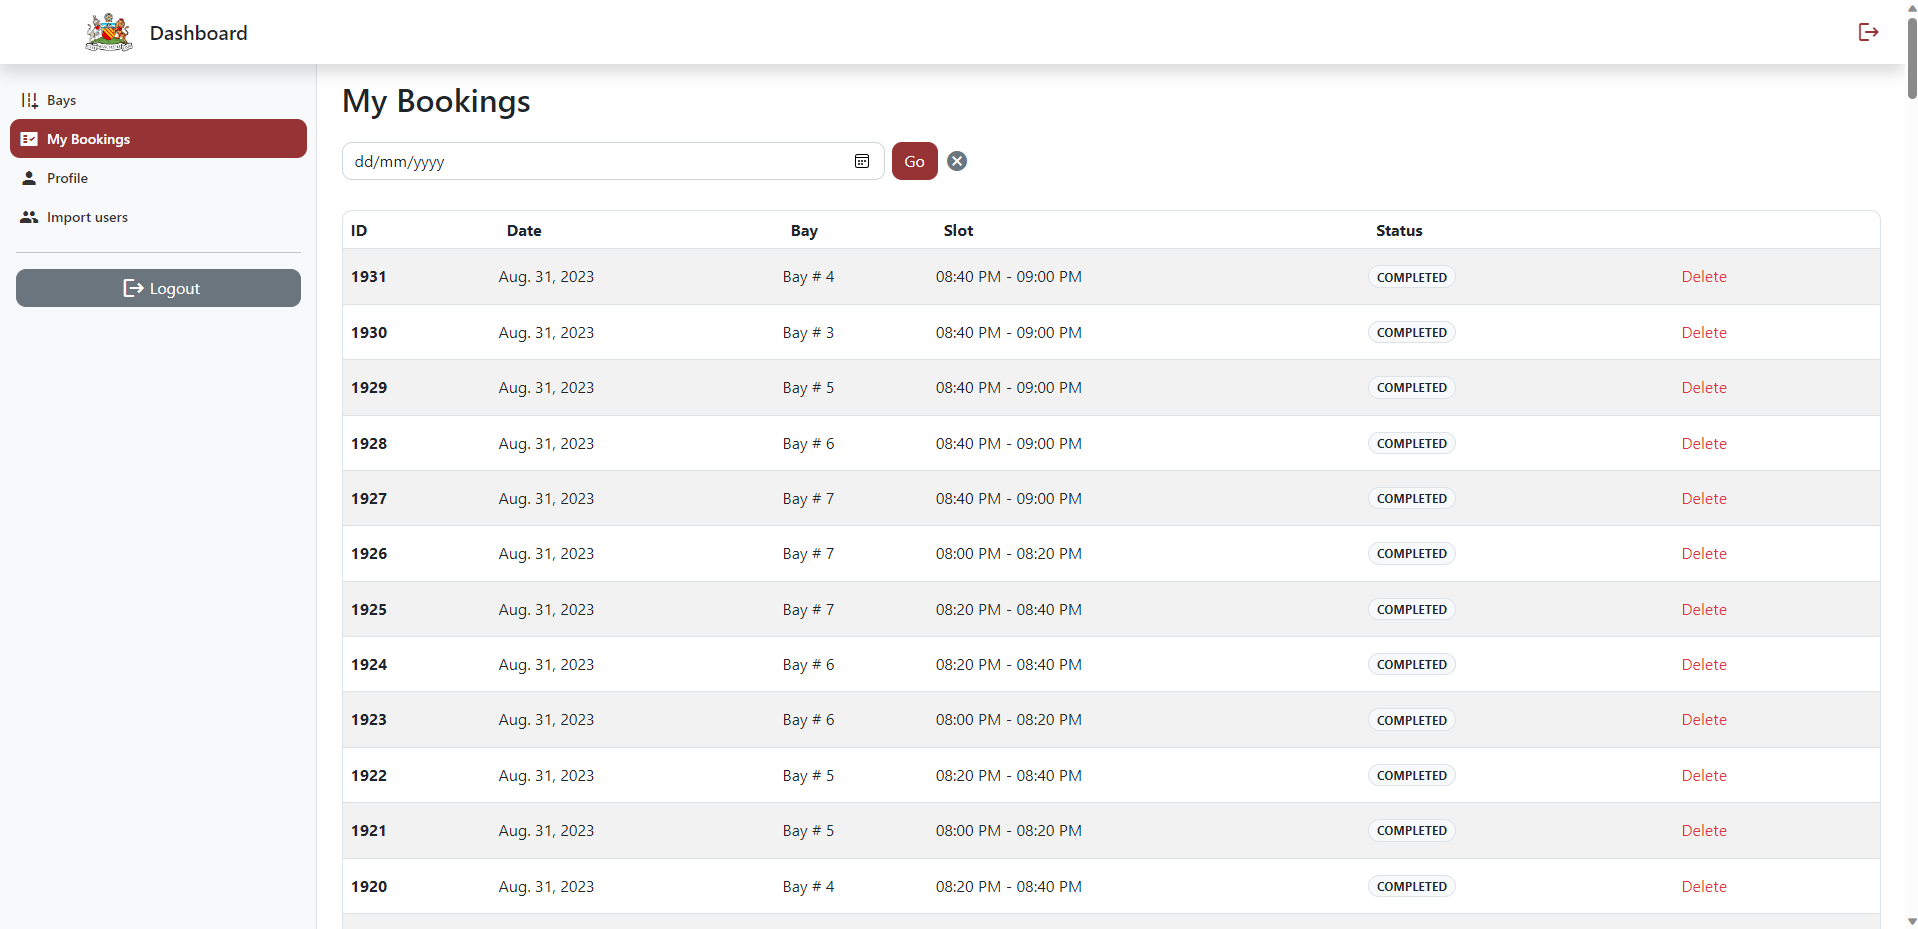 Dashboard
Bays
My Bookings
Profile
Import users
Logout
My Bookings
dd/mm/yyyy Go
ID Date Bay Slot Status
1931 Aug. 31, 2023 Bay # 4 08:40 PM - 09:00 PM COMPLETED Delete
1930 Aug. 31, 2023 Bay # 3 08:40 PM - 09:00 PM COMPLETED Delete
1929 Aug. 31, 2023 Bay # 5 08:40 PM - 09:00 PM COMPLETED Delete
1928 Aug. 31, 2023 Bay # 6 08:40 PM - 09:00 PM COMPLETED Delete
1927 Aug. 31, 2023 Bay # 7 08:40 PM - 09:00 PM COMPLETED Delete
1926 Aug. 31, 2023 Bay # 7 08:00 PM - 08:20 PM COMPLETED Delete
1925 Aug. 31, 2023 Bay # 7 08:20 PM - 08:40 PM COMPLETED Delete
1924 Aug. 31, 2023 Bay # 6 08:20 PM - 08:40 PM COMPLETED Delete
1923 Aug. 31, 2023 Bay # 6 08:00 PM - 08:20 PM COMPLETED Delete
1922 Aug. 31, 2023 Bay # 5 08:20 PM - 08:40 PM COMPLETED Delete
1921 Aug. 31, 2023 Bay # 5 08:00 PM - 08:20 PM COMPLETED Delete
1920 Aug. 31, 2023 Bay # 4 08:20 PM - 08:40 PM COMPLETED Delete